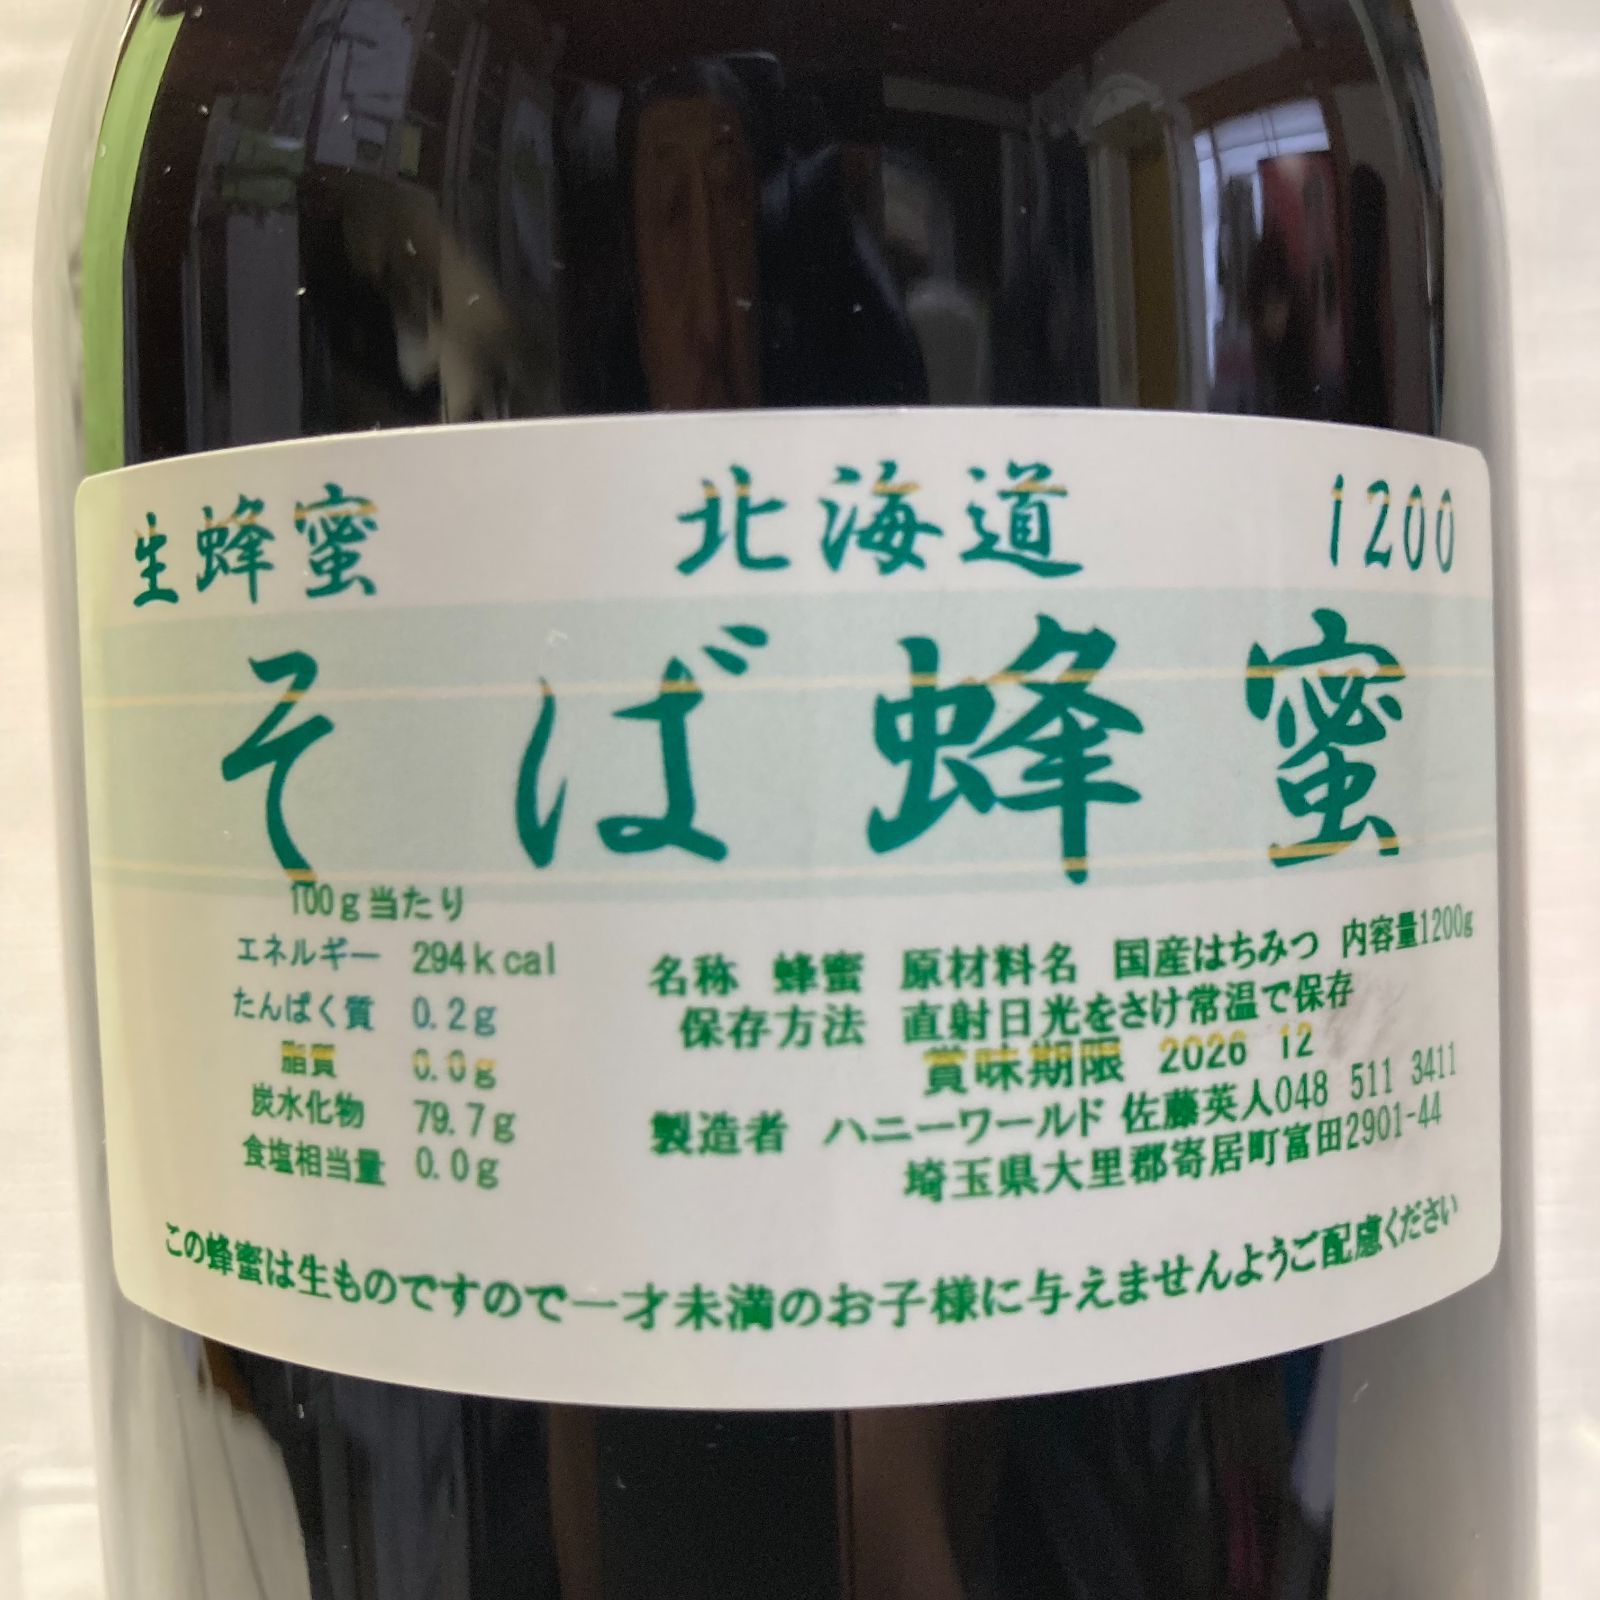 生蜂蜜 北海道 1200
そば蜂蜜
100g当たり
エネルギー 294kcal
たんぱく質 0.2g
脂質 0.0g
炭水化物 79.7g
食塩相当量 0.0g
名称 蜂蜜 原材料名 国産はちみつ 内容量1200g
保存方法 直射日光をさけ常温で保存
賞味期限 2026 12
製造者 ハニーワールド 佐藤英人048 511 3411
埼玉県大里郡寄居町富田2901-44
この蜂蜜は生ものですので一才未満のお子様に与えませんようご配慮ください